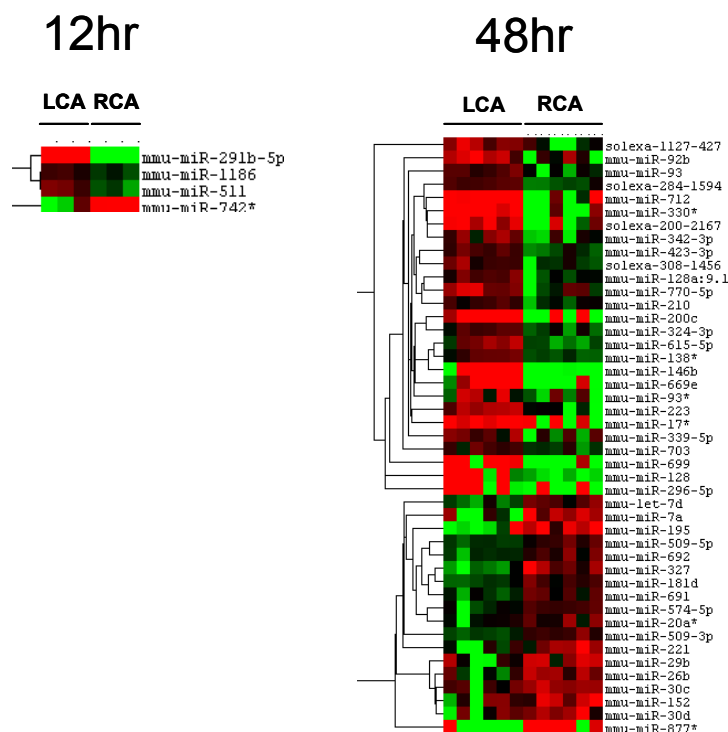 12hr
48hr
LCA RCA
LCA RCA
mmu-miR-291b-5p
mmu-miR-1186
mmu-miR-511
mmu-miR-742*
solexa-1127-427
mmu-miR-92b
mmu-miR-93
solexa-284-1594
mmu-miR-712
mmu-miR-330*
solexa-200-2167
mmu-miR-342-3p
mmu-miR-423-3p
solexa-308-1456
mmu-miR-128a:9.1
mmu-miR-770-5p
mmu-miR-210
mmu-miR-200c
mmu-miR-324-3p
mmu-miR-615-5p
mmu-miR-138*
mmu-miR-146b
mmu-miR-669e
mmu-miR-93*
mmu-miR-223
mmu-miR-17*
mmu-miR-339-5p
mmu-miR-703
mmu-miR-699
mmu-miR-128
mmu-miR-296-5p
mmu-let-7d
mmu-miR-7a
mmu-miR-195
mmu-miR-509-5p
mmu-miR-692
mmu-miR-327
mmu-miR-181d
mmu-miR-691
mmu-miR-574-5p
mmu-miR-20a*
mmu-miR-509-3p
mmu-miR-221
mmu-miR-29b
mmu-miR-26b
mmu-miR-30c
mmu-miR-152
mmu-miR-30d
mmu-miR-877*